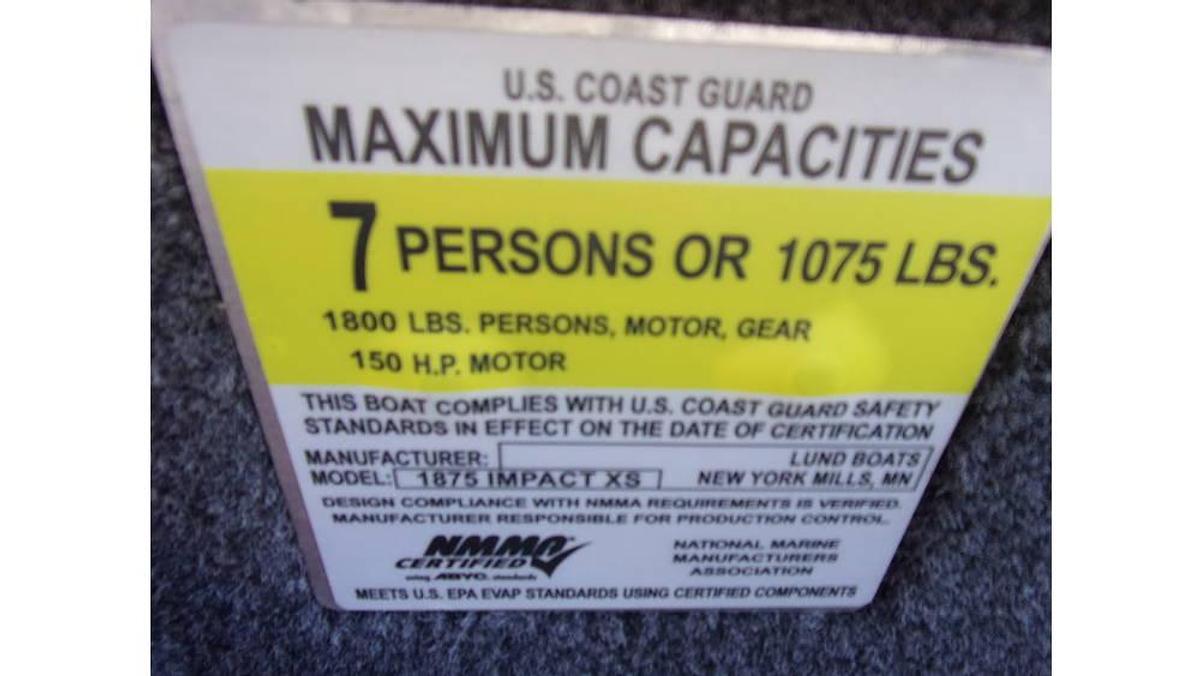 U.S. COAST GUARD
MAXIMUM CAPACITIES
7 PERSONS OR 1075 LBS.
1800 LBS. PERSONS, MOTOR, GEAR
150 H.P. MOTOR
THIS BOAT COMPLIES WITH U.S. COAST GUARD SAFETY
STANDARDS IN EFFECT ON THE DATE OF CERTIFICATION
MANUFACTURER: LUND BOATS
MODEL: 1875 IMPACT XS NEW YORK MILLS, MN
DESIGN COMPLIANCE WITH NMMA REQUIREMENTS IS VERIFIED.
MANUFACTURER RESPONSIBLE FOR PRODUCTION CONTROL.
NMMA
CERTIFIED
using ABYC standards
NATIONAL MARINE
MANUFACTURERS
ASSOCIATION
MEETS U.S. EPA EVAP STANDARDS USING CERTIFIED COMPONENTS